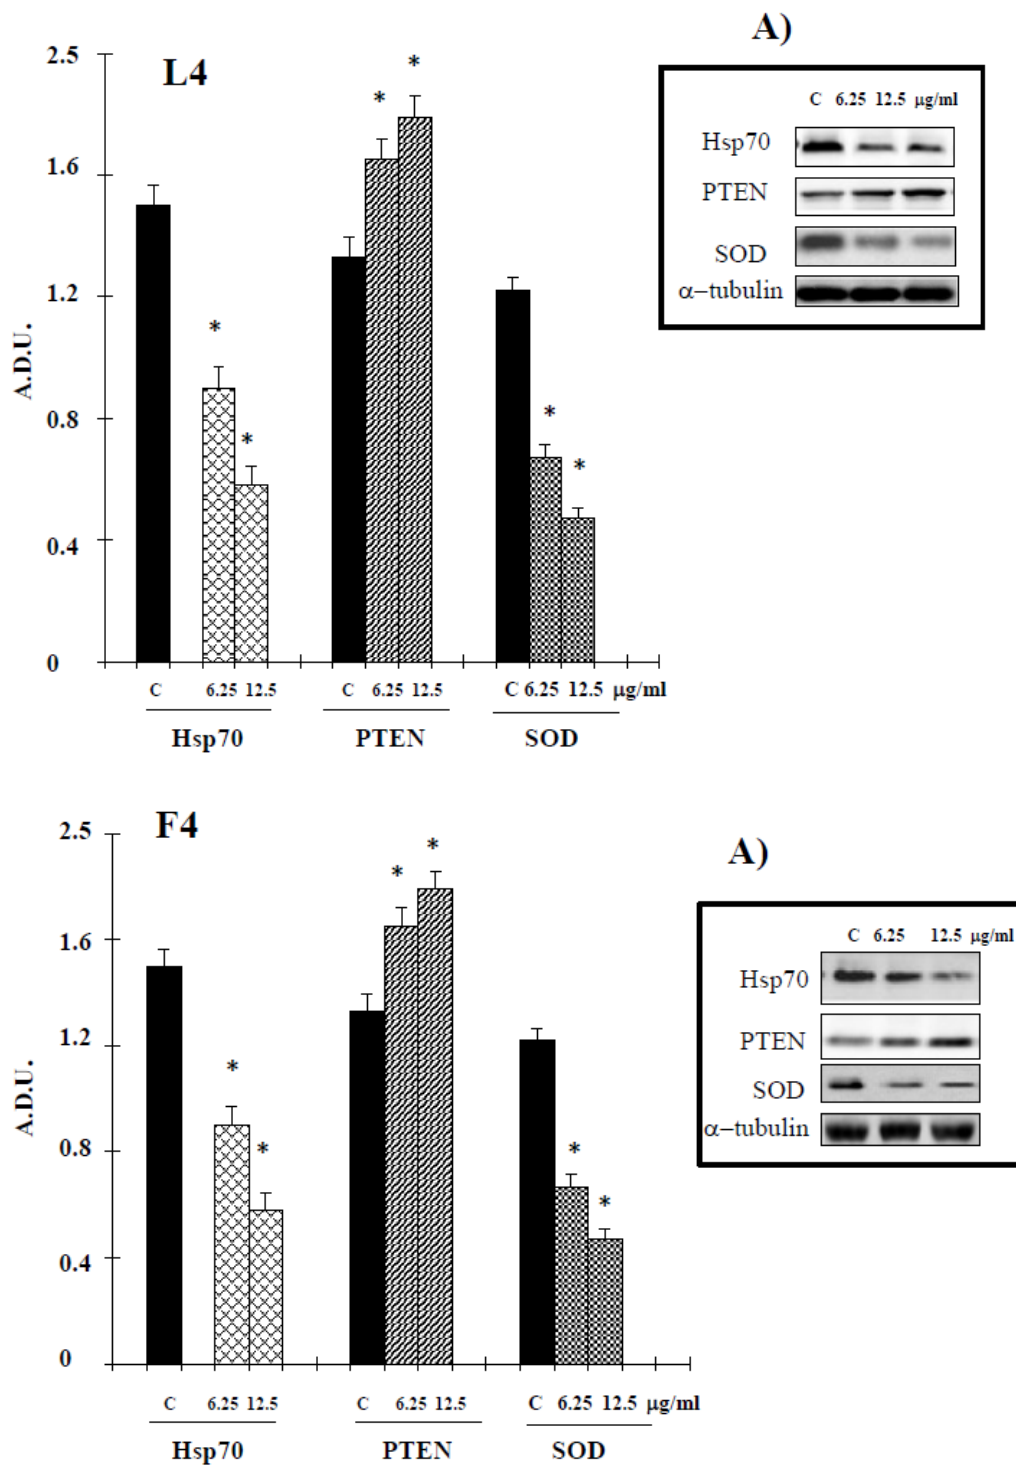 A)
L4
2.5
1.6
1.2
0.8
0.4
0
A.D.U.
* *
*
*
*
*
C 6.25 12.5 μg/ml
Hsp70
PTEN
SOD
α−tubulin
C 6.25 12.5 C 6.25 12.5 C 6.25 12.5 μg/ml
Hsp70 PTEN SOD
F4
A)
2.5
1.6
1.2
0.8
0.4
0
A.D.U.
* *
*
*
*
*
C 6.25 12.5 μg/ml
Hsp70
PTEN
SOD
α−tubulin
C 6.25 12.5 C 6.25 12.5 C 6.25 12.5 μg/ml
Hsp70 PTEN SOD